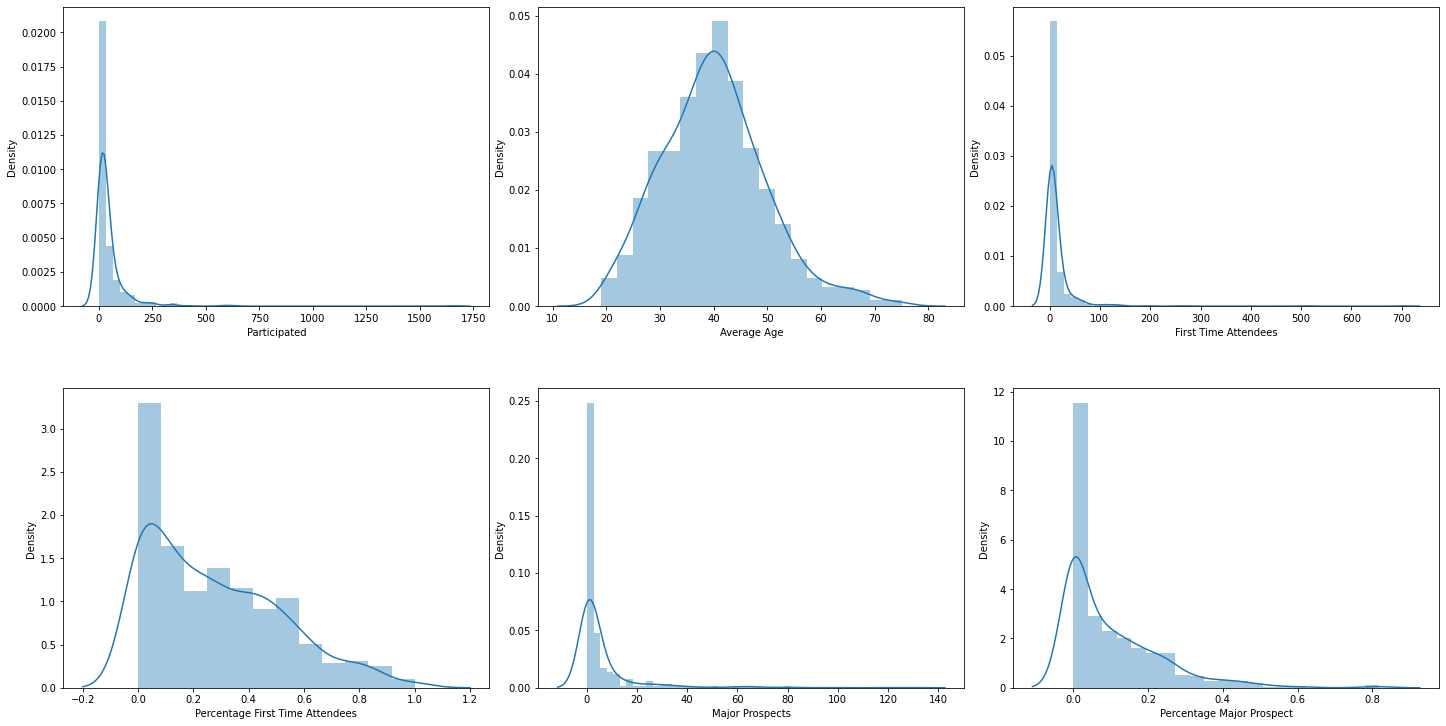 0.0200
0.0175
0.0150
0.0125
0.0100
0.0075
0.0050
0.0025
0.0000
Density
0 250 500 750 1000 1250 1500 1750
Participated
0.05
0.04
0.03
0.02
0.01
0.00
Density
10 20 30 40 50 60 70 80
Average Age
0.05
0.04
0.03
0.02
0.01
0.00
Density
0 100 200 300 400 500 600 700
First Time Attendees
3.0
2.5
2.0
1.5
1.0
0.5
0.0
Density
−0.2 0.0 0.2 0.4 0.6 0.8 1.0 1.2
Percentage First Time Attendees
0.25
0.20
0.15
0.10
0.05
0.00
Density
0 20 40 60 80 100 120 140
Major Prospects
12
10
8
6
4
2
0
Density
0.0 0.2 0.4 0.6 0.8
Percentage Major Prospect